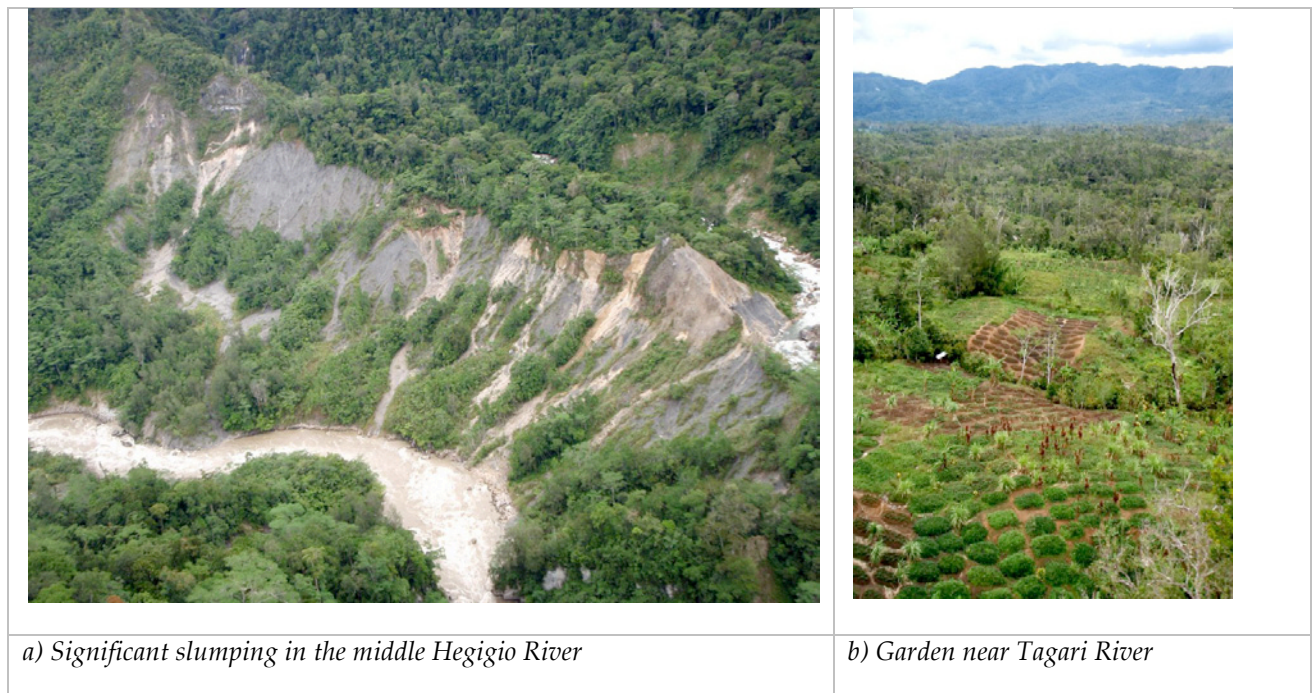 a) Significant slumping in the middle Hegigio River
b) Garden near Tagari River